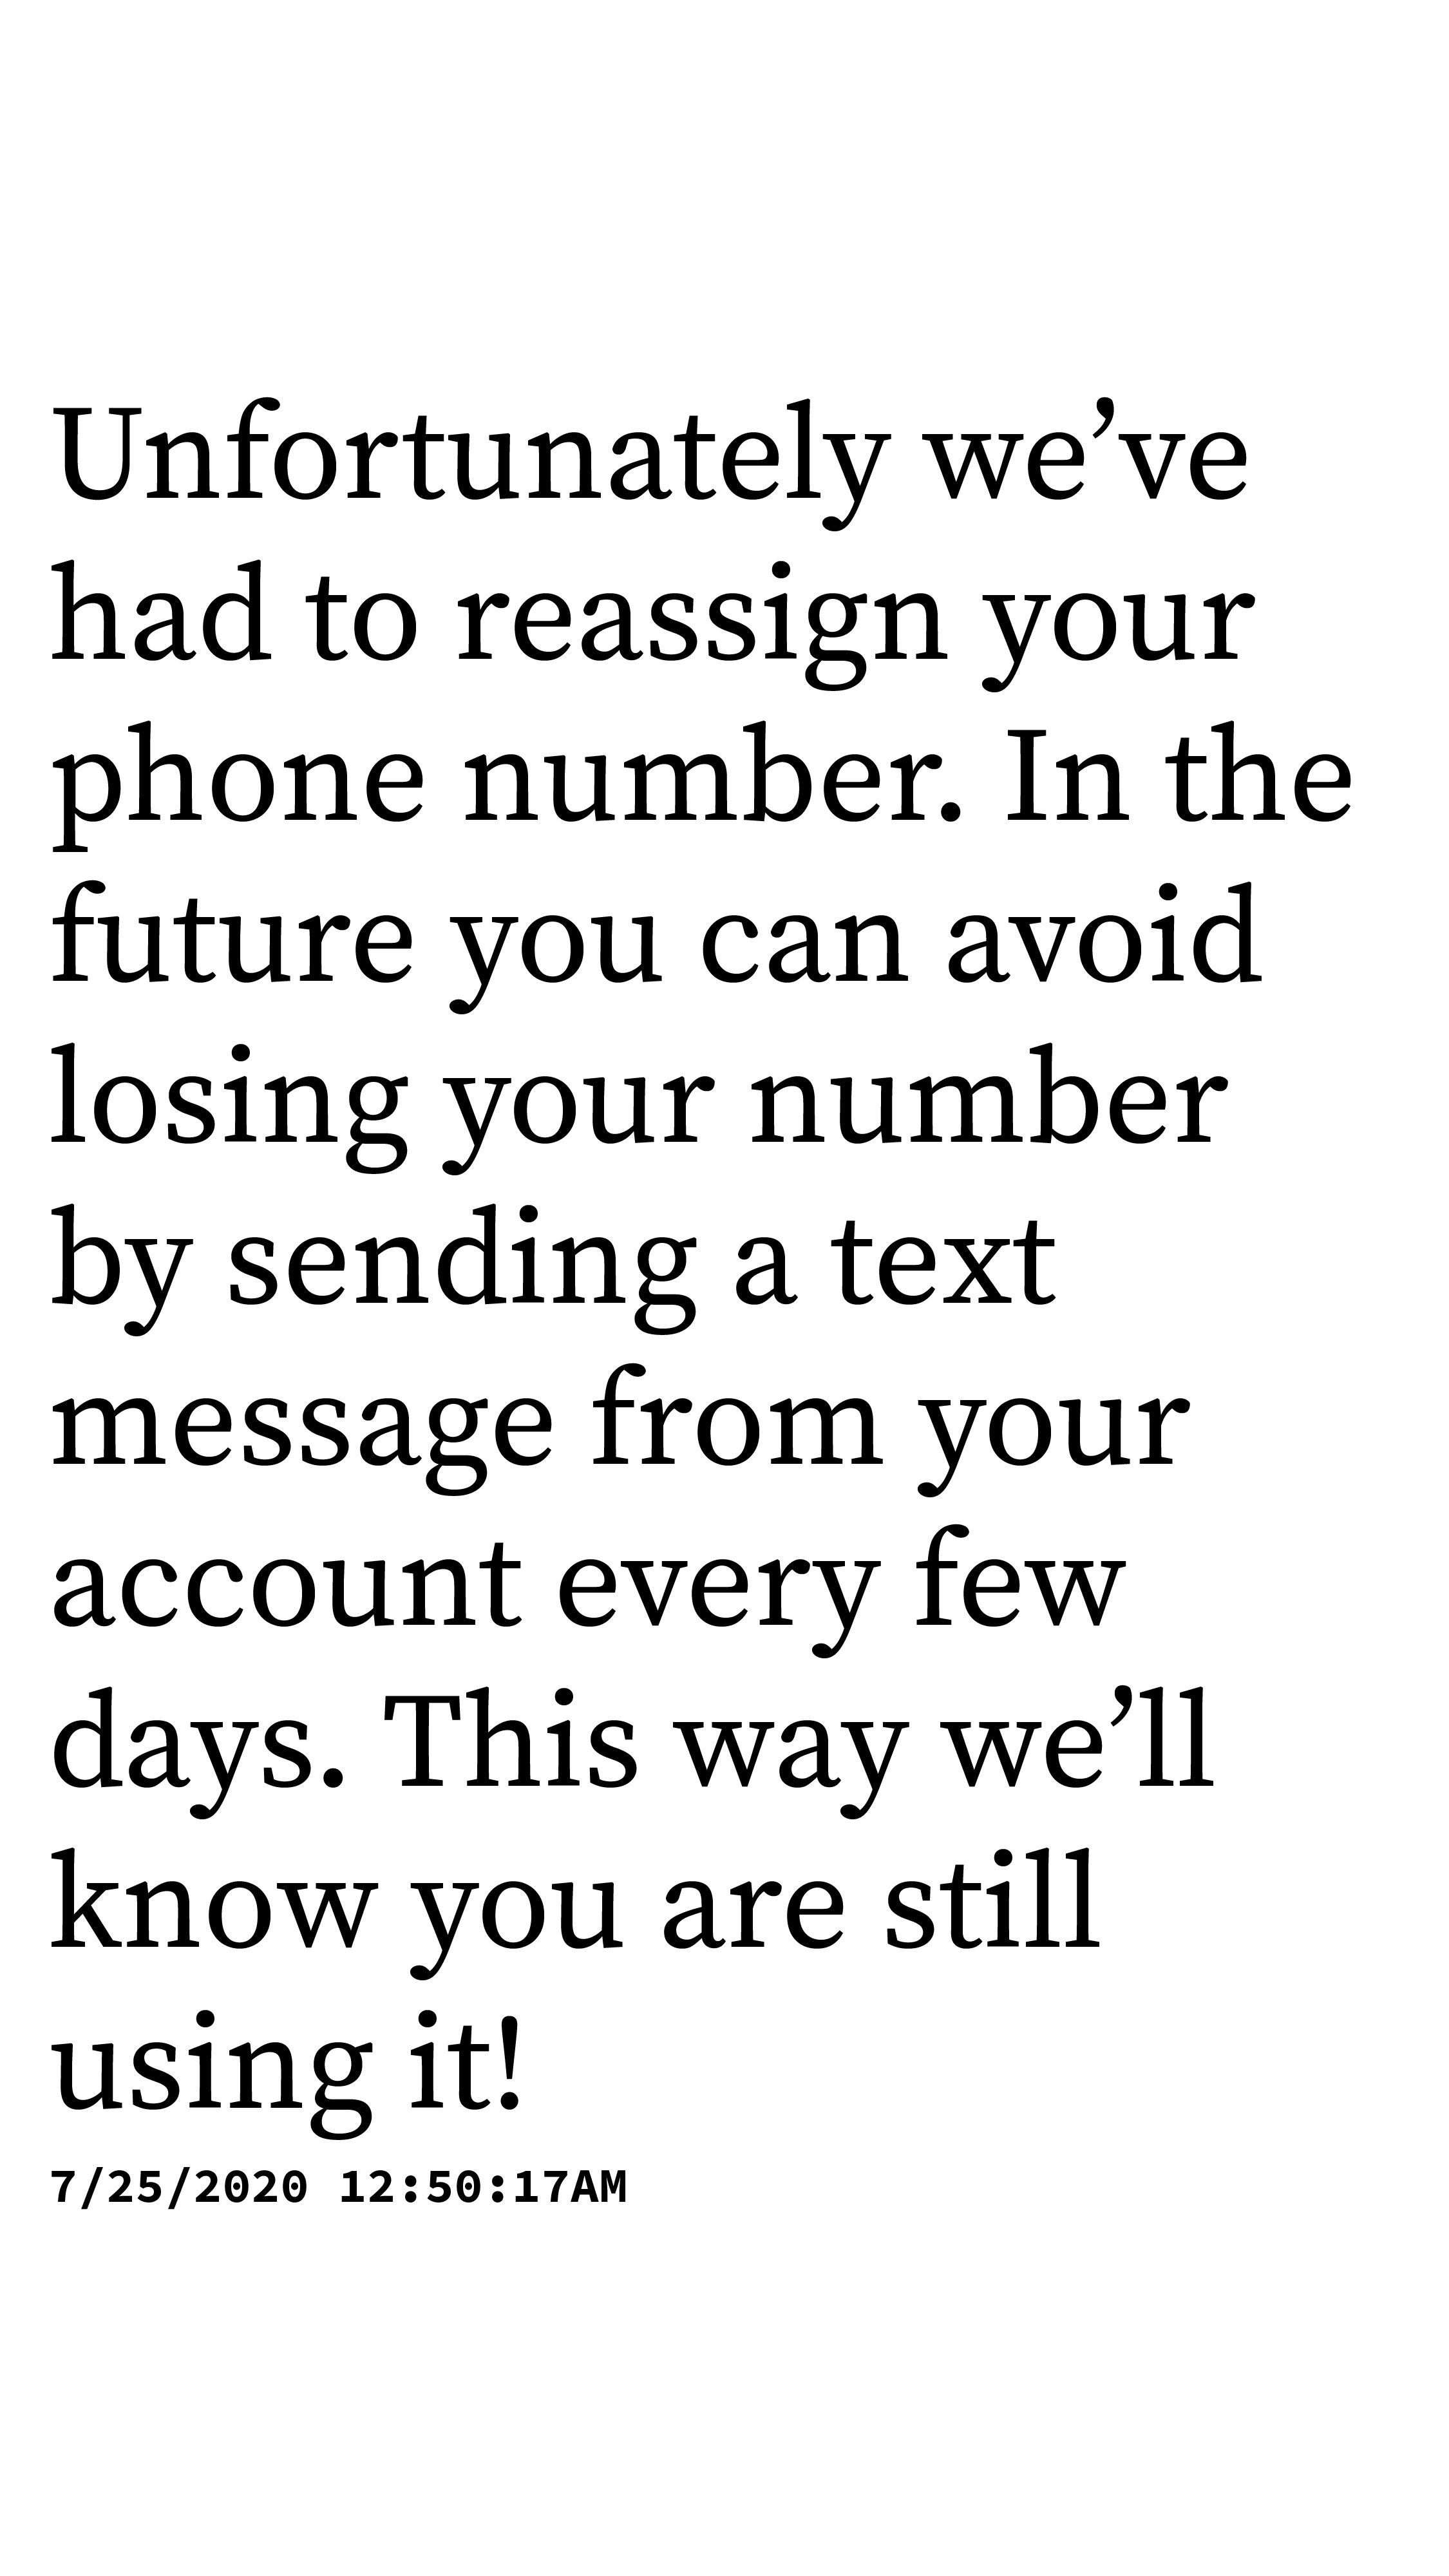 Unfortunately we’ve
had to reassign your
phone number. In the
future you can avoid
losing your number
by sending a text
message from your
account every few
days. This way we’ll
know you are still
using it!
7/25/2020 12:50:17AM